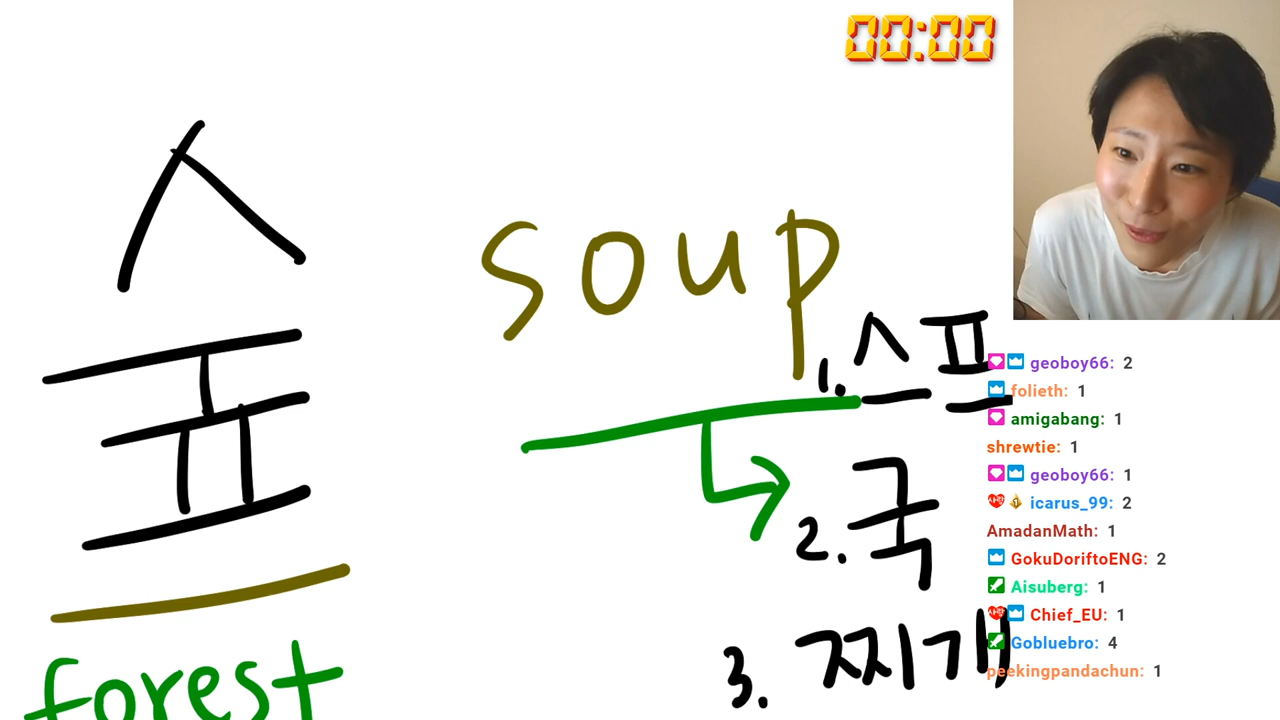 00:00
숲
forest
soup
1. 스프
2. 국
3. 찌개
geoboy66: 2
folieth: 1
amigabang: 1
shrewtie: 1
geoboy66: 1
icarus_99: 2
AmadanMath: 1
GokuDoriftoENG: 2
Aisuberg: 1
Chief_EU: 1
Gobluebro: 4
peekingpandachun: 1